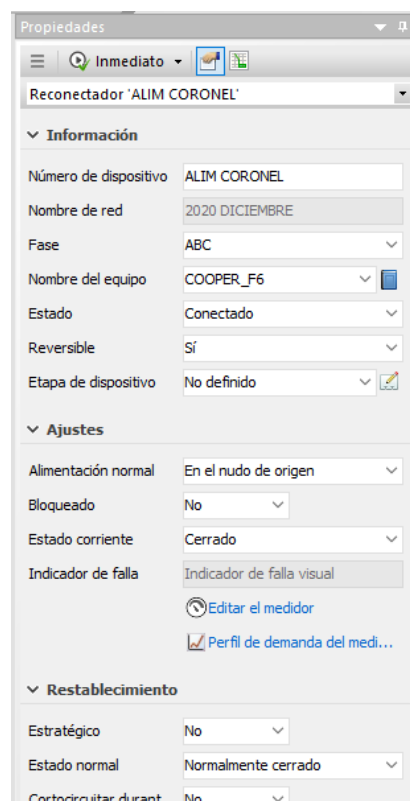 Propiedades
Inmediato
Reconectador 'ALIM CORONEL'
Información
Número de dispositivo ALIM CORONEL
Nombre de red 2020 DICIEMBRE
Fase ABC
Nombre del equipo COOPER_F6
Estado Conectado
Reversible Sí
Etapa de dispositivo No definido
Ajustes
Alimentación normal En el nudo de origen
Bloqueado No
Estado corriente Cerrado
Indicador de falla Indicador de falla visual
Editar el medidor
Perfil de demanda del medi...
Restablecimiento
Estratégico No
Estado normal Normalmente cerrado
Cortocircuitar durant No